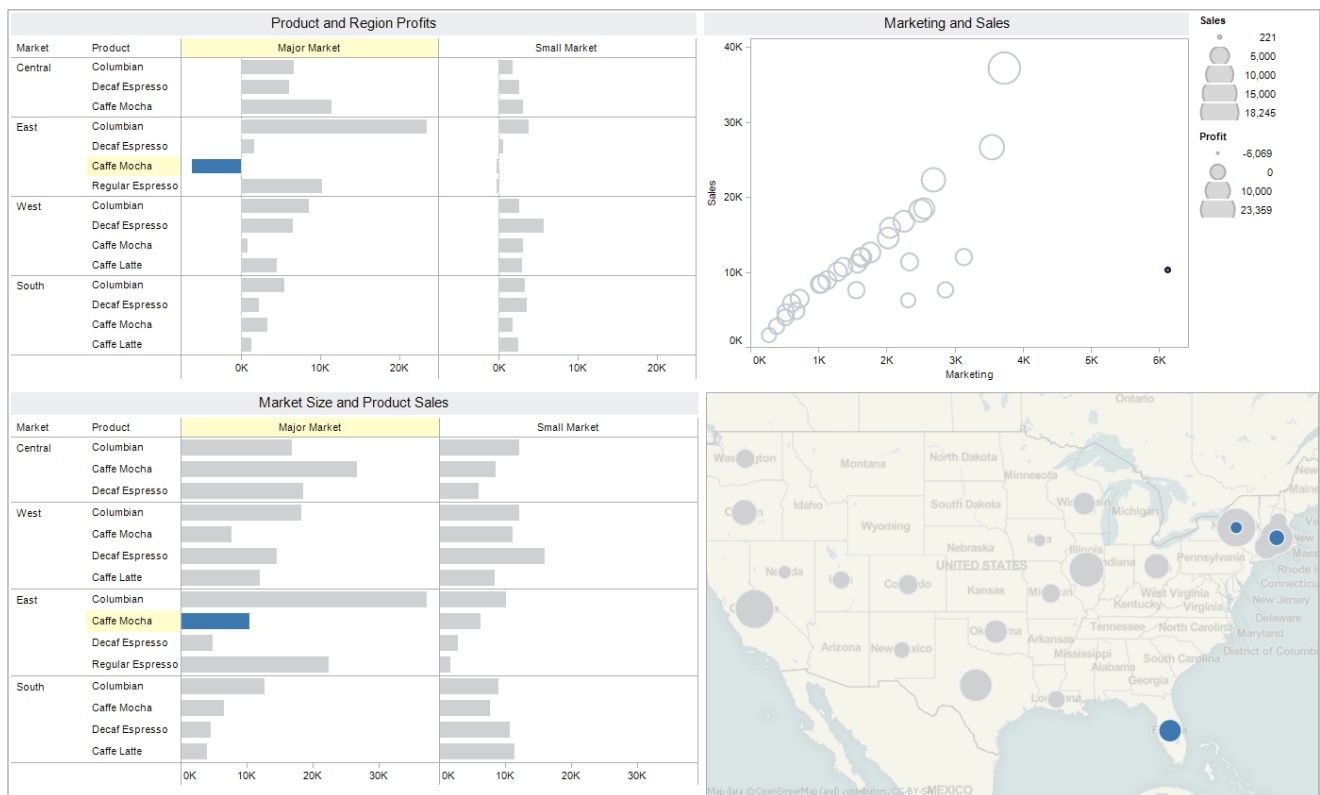 Product and Region Profits
Market Product Major Market Small Market
Central Columbian
Decaf Espresso
Caffe Mocha
East Columbian
Decaf Espresso
Caffe Mocha
Regular Espresso
West Columbian
Decaf Espresso
Caffe Mocha
Caffe Latte
South Columbian
Decaf Espresso
Caffe Mocha
Caffe Latte
0K 10K 20K 0K 10K 20K
Marketing and Sales
40K
30K
20K
10K
0K
Sales
0K 1K 2K 3K 4K 5K 6K
Marketing
Sales
221
5,000
10,000
15,000
18,245
Profit
-6,069
0
10,000
23,359
Market Size and Product Sales
Market Product Major Market Small Market
Central Columbian
Caffe Mocha
Decaf Espresso
West Columbian
Caffe Mocha
Decaf Espresso
Caffe Latte
East Columbian
Caffe Mocha
Decaf Espresso
Regular Espresso
South Columbian
Caffe Mocha
Decaf Espresso
Caffe Latte
0K 10K 20K 30K 0K 10K 20K 30K
Ontario
Montana
North Dakota
Minnesota
Idaho
South Dakota
Michigan
Wyoming
Nebraska
Illinois
Indiana
Pennsylvania
UNITED STATES
Kansas
West Virginia
Kentucky
Virginia
Rhode I
Connecticu
New Jersey
Delaware
Maryland
District of Columb
Arizona
Arkansas
Tennessee
North Carolina
Mississippi
South Carolina
Alabama
Georgia
MEXICO
Map data © OpenStreetMap (and) contributors, CC-BY-SA